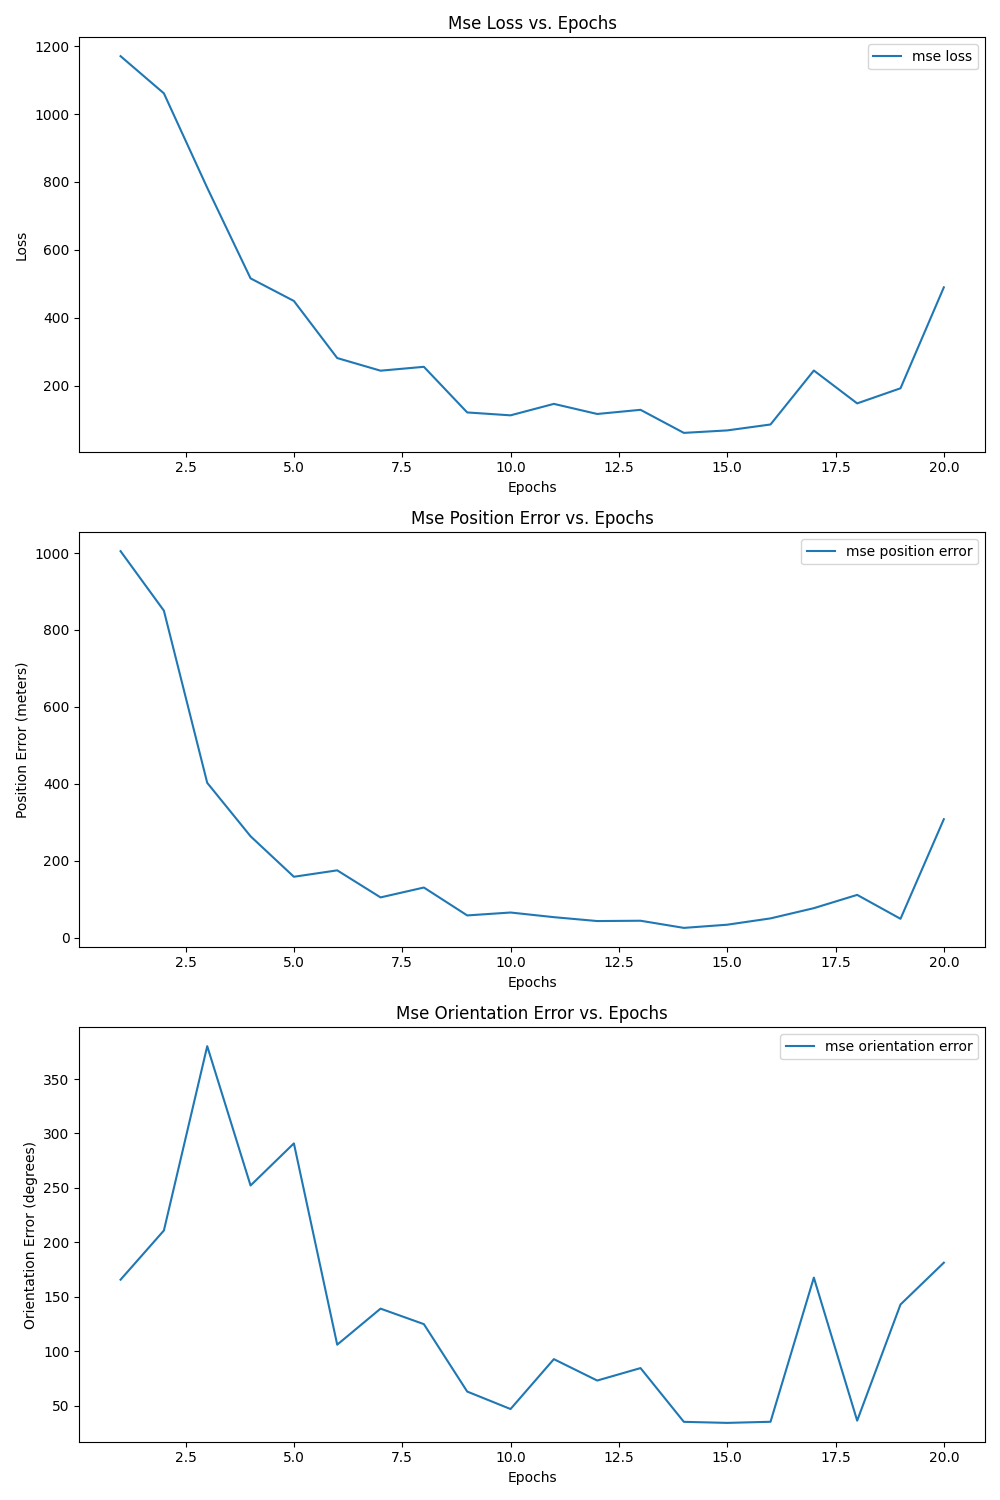 Mse Loss vs. Epochs
mse loss
1200
1000
800
600
400
200
Loss
2.5 5.0 7.5 10.0 12.5 15.0 17.5 20.0
Epochs
Mse Position Error vs. Epochs
mse position error
1000
800
600
400
200
0
Position Error (meters)
2.5 5.0 7.5 10.0 12.5 15.0 17.5 20.0
Epochs
Mse Orientation Error vs. Epochs
mse orientation error
350
300
250
200
150
100
50
Orientation Error (degrees)
2.5 5.0 7.5 10.0 12.5 15.0 17.5 20.0
Epochs